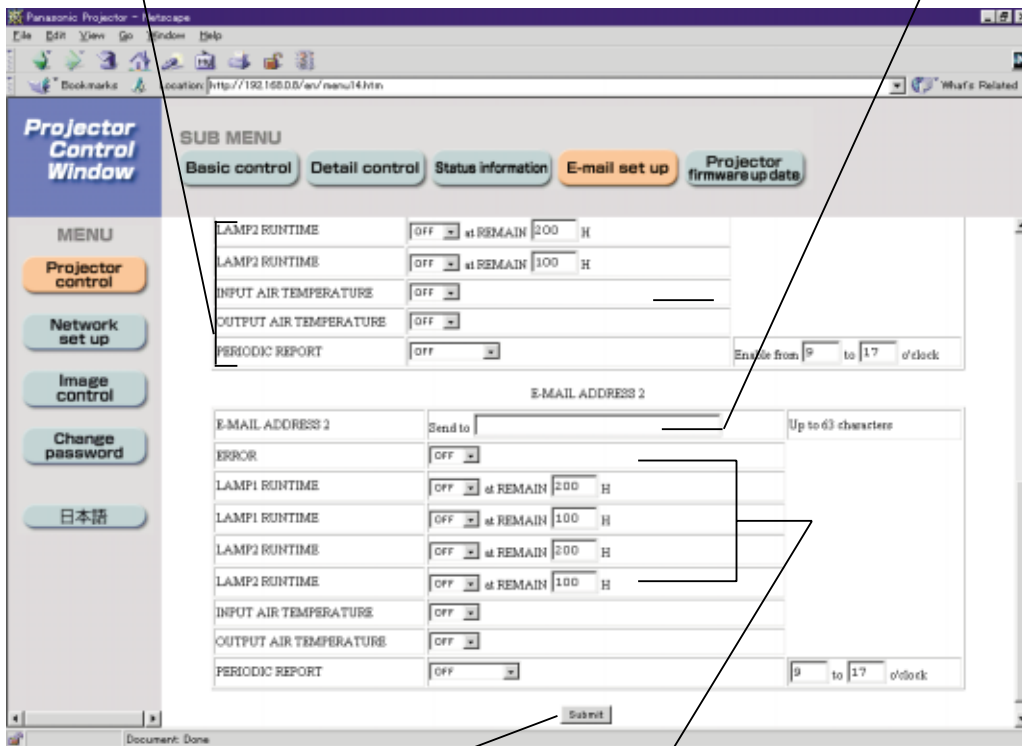 Panasonic Projector - Netscape
File Edit View Go Window Help
Bookmarks Location: http://192.168.0.8/en/menu14.htm What's Related
Projector Control Window
SUB MENU
Basic control Detail control Status information E-mail set up Projector firmware up date
MENU
Projector control
Network set up
Image control
Change password
日本語
LAMP2 RUNTIME OFF at REMAIN 200 H
LAMP2 RUNTIME OFF at REMAIN 100 H
INPUT AIR TEMPERATURE OFF
OUTPUT AIR TEMPERATURE OFF
PERIODIC REPORT OFF Enable from 9 to 17 o'clock
E-MAIL ADDRESS 2
E-MAIL ADDRESS 2 Send to Up to 63 characters
ERROR OFF
LAMP1 RUNTIME OFF at REMAIN 200 H
LAMP1 RUNTIME OFF at REMAIN 100 H
LAMP2 RUNTIME OFF at REMAIN 200 H
LAMP2 RUNTIME OFF at REMAIN 100 H
INPUT AIR TEMPERATURE OFF
OUTPUT AIR TEMPERATURE OFF
PERIODIC REPORT OFF 9 to 17 o'clock
Submit
Document: Done